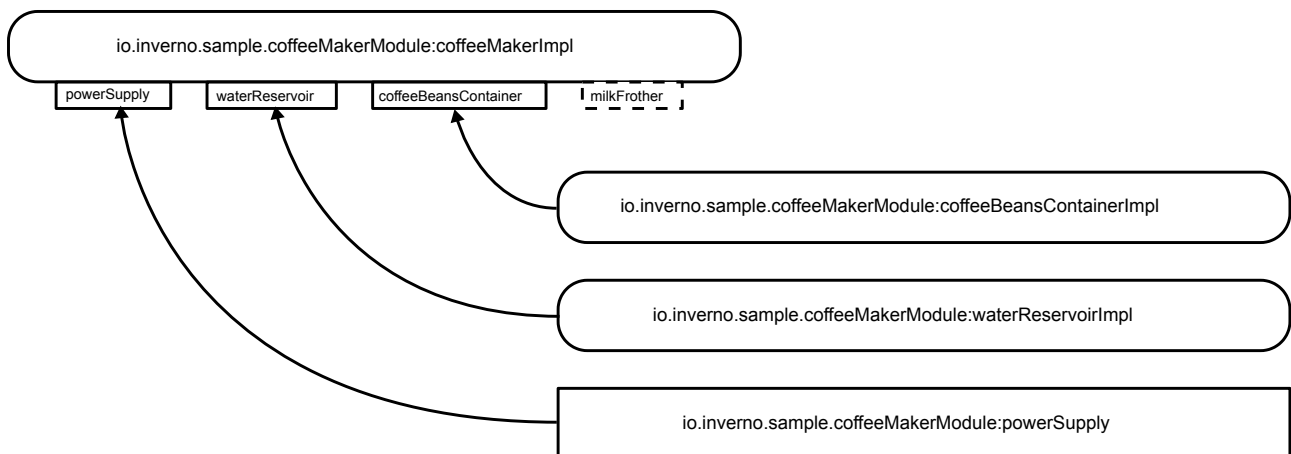 io.inverno.sample.coffeeMakerModule:coffeeMakerImpl
powerSupply waterReservoir coffeeBeansContainer milkFrother
io.inverno.sample.coffeeMakerModule:coffeeBeansContainerImpl
io.inverno.sample.coffeeMakerModule:waterReservoirImpl
io.inverno.sample.coffeeMakerModule:powerSupply